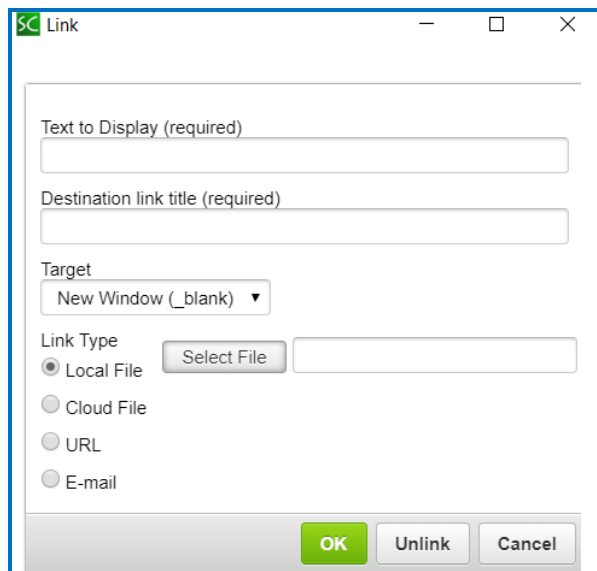 SC Link
Text to Display (required)
Destination link title (required)
Target
New Window (_blank)
Link Type
Local File
Select File
Cloud File
URL
E-mail
OK Unlink Cancel